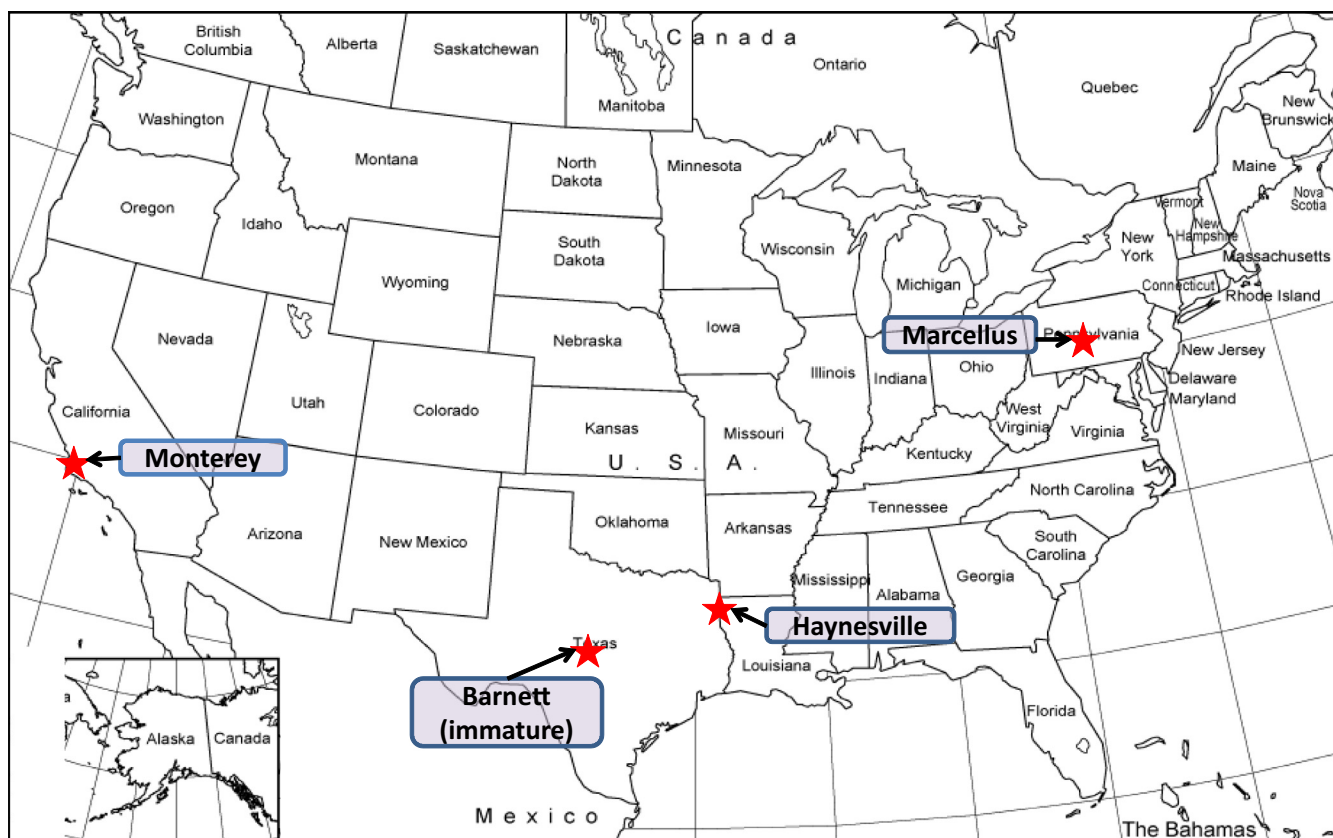 Canada
British
Columbia
Alberta
Saskatchewan
Manitoba
Ontario
Quebec
New
Brunswick
Nova
Scotia
Maine
Vermont
New
Hampshire
Massachusetts
Rhode Island
Connecticut
New
York
Washington
Montana
North
Dakota
Minnesota
Oregon
Idaho
Wyoming
South
Dakota
Wisconsin
Michigan
Nevada
Utah
Colorado
Nebraska
Iowa
Illinois
Indiana
Ohio
Marcellus
Pennsylvania
New Jersey
Delaware
Maryland
West
Virginia
Virginia
California
Monterey
Kansas
Missouri
Kentucky
U.S.A.
Arizona
New Mexico
Oklahoma
Arkansas
Tennessee
North Carolina
South
Carolina
Mississippi
Alabama
Georgia
Haynesville
Texas
Louisiana
Barnett
(immature)
Florida
a
Alaska
Canada
Mexico
The Bahamas